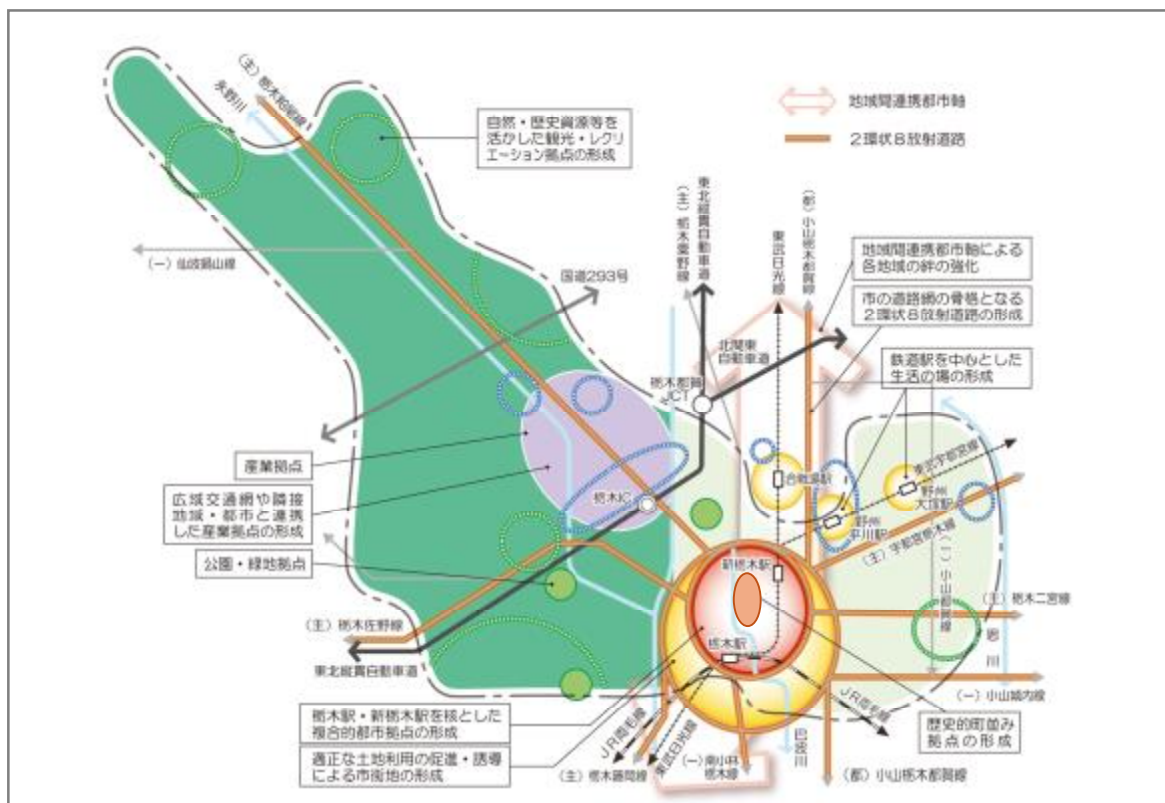 (主)栃木粕尾線
永野川
自然・歴史資源等を
活かした観光・レクリ
エーション拠点の形成
地域間連携都市軸
2環状8放射道路
(一)仙波鍋山線
国道293号
(主)栃木粟野線
東北縦貫自動車道
東武日光線
(都)小山栃木都賀線
地域間連携都市軸による
各地域の絆の強化
市の道路網の骨格となる
2環状8放射道路の形成
北関東
自動車道
鉄道駅を中心とした
生活の場の形成
栃木都賀
JCT
産業拠点
広域交通網や隣接
地域・都市と連携
した産業拠点の形成
公園・緑地拠点
栃木IC
合戦場駅
東武宇都宮線
野州
大塚駅
野州
平川駅
(主)宇都宮栃木線
(一)小山都賀線
新栃木駅
(主)栃木二宮線
思川
(主)栃木佐野線
東北縦貫自動車道
栃木駅
(一)小山城内線
栃木駅・新栃木駅を核とした
複合的都市拠点の形成
適正な土地利用の促進・誘導
による市街地の形成
JR両毛線
東武日光線
(主)栃木藤岡線
(一)南小林
栃木線
巴波川
JR両毛線
歴史的町並み
拠点の形成
(都)小山栃木都賀線